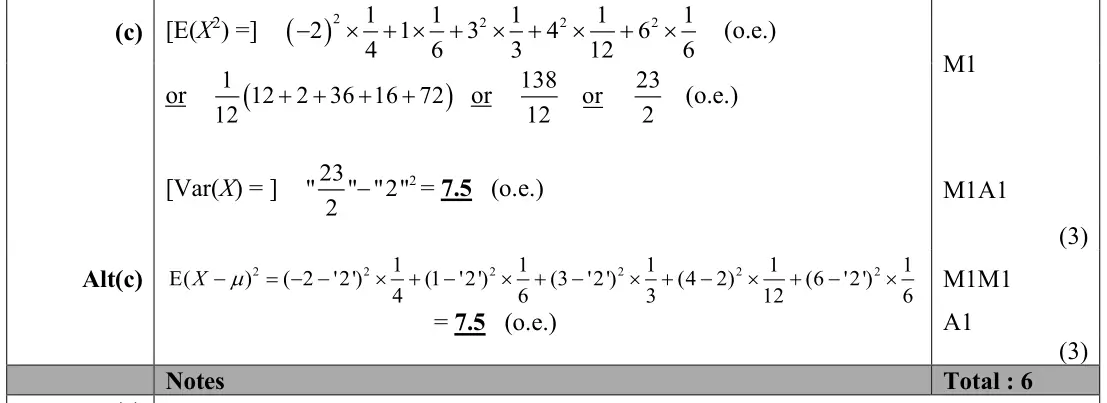 (c) [E(X²) =] (−2)² × 1/4 + 1 × 1/6 + 3² × 1/3 + 4² × 1/12 + 6² × 1/6 (o.e.)
M1
or 1/12 (12 + 2 + 36 + 16 + 72) or 138/12 or 23/2 (o.e.)
[Var(X) = ] "23/2"−"2"² = 7.5 (o.e.) M1A1
(3)
Alt(c) E(X − μ)² = (−2 − '2')² × 1/4 + (1 − '2')² × 1/6 + (3 − '2')² × 1/3 + (4 − 2)² × 1/12 + (6 − '2')² × 1/6 M1M1
= 7.5 (o.e.) A1
(3)
Notes Total : 6